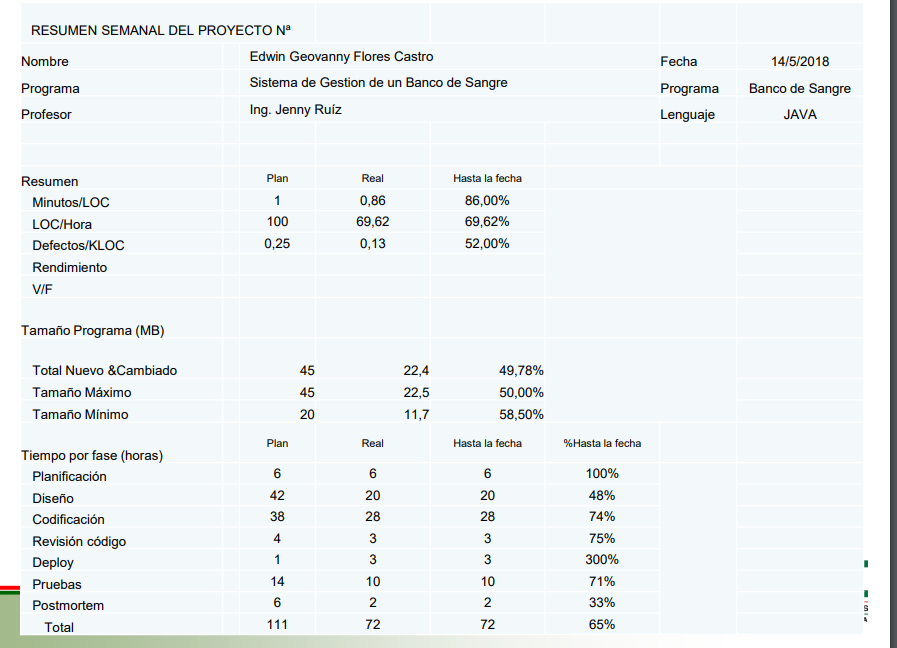 RESUMEN SEMANAL DEL PROYECTO Nª
Nombre Edwin Geovanny Flores Castro Fecha 14/5/2018
Programa Sistema de Gestion de un Banco de Sangre Programa Banco de Sangre
Profesor Ing. Jenny Ruíz Lenguaje JAVA
Resumen Plan Real Hasta la fecha
Minutos/LOC 1 0,86 86,00%
LOC/Hora 100 69,62 69,62%
Defectos/KLOC 0,25 0,13 52,00%
Rendimiento
V/F
Tamaño Programa (MB)
Total Nuevo &Cambiado 45 22,4 49,78%
Tamaño Máximo 45 22,5 50,00%
Tamaño Mínimo 20 11,7 58,50%
Tiempo por fase (horas) Plan Real Hasta la fecha %Hasta la fecha
Planificación 6 6 6 100%
Diseño 42 20 20 48%
Codificación 38 28 28 74%
Revisión código 4 3 3 75%
Deploy 1 3 3 300%
Pruebas 14 10 10 71%
Postmortem 6 2 2 33%
Total 111 72 72 65%